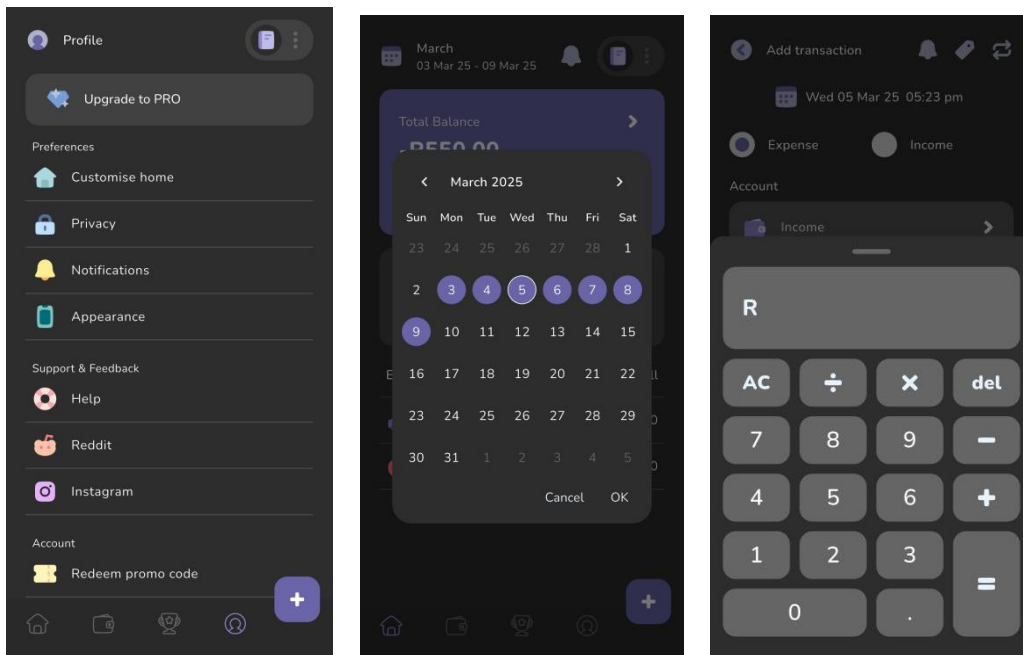 Profile
Upgrade to PRO
Preferences
Customise home
Privacy
Notifications
Appearance
Support & Feedback
Help
Reddit
Instagram
Account
Redeem promo code
+
March
03 Mar 25 - 09 Mar 25
Total Balance
-R550.00
March 2025
Sun Mon Tue Wed Thu Fri Sat
23 24 25 26 27 28 1
2 3 4 5 6 7 8
9 10 11 12 13 14 15
16 17 18 19 20 21 22
23 24 25 26 27 28 29
30 31 1 2 3 4 5
Cancel OK
+
Add transaction
Wed 05 Mar 25 05:23 pm
Expense Income
Account
Income
R
AC ÷ × del
7 8 9 −
4 5 6 +
1 2 3
=
0 .